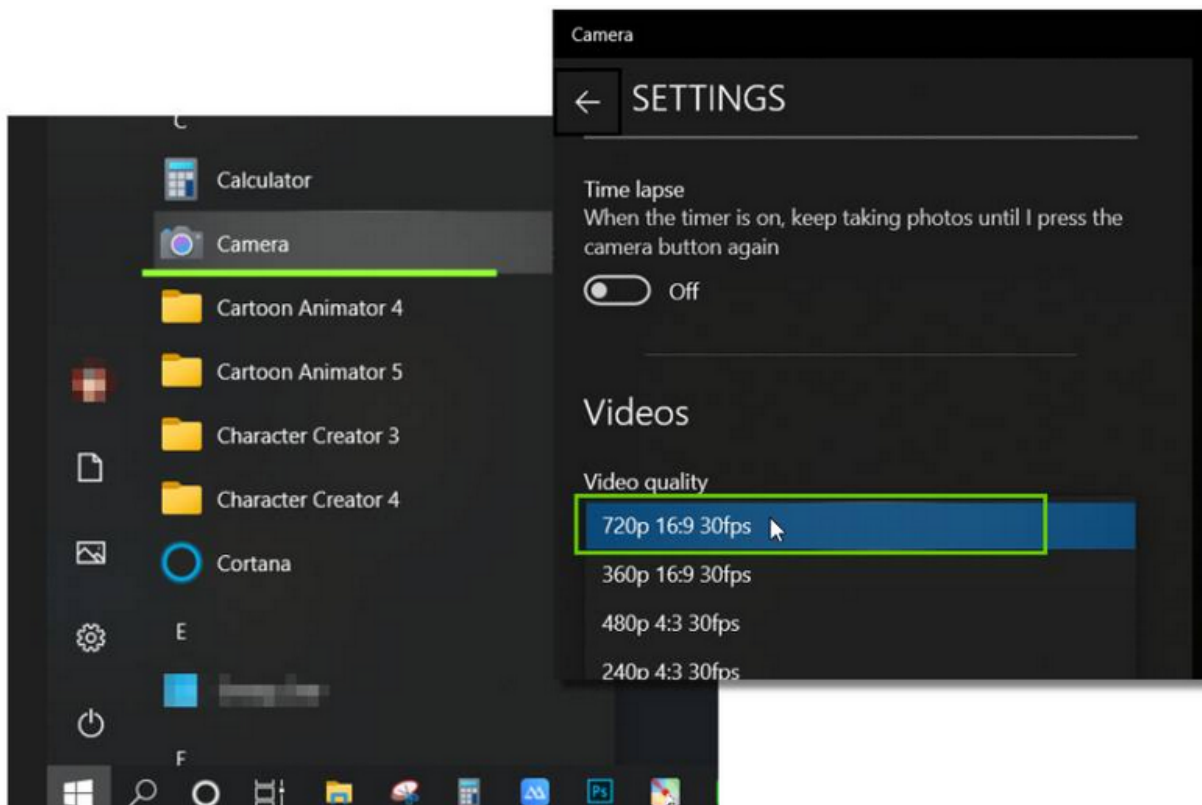 C
Calculator
Camera
Cartoon Animator 4
Cartoon Animator 5
Character Creator 3
Character Creator 4
Cortana
E
F
Ps
Camera
SETTINGS
Time lapse
When the timer is on, keep taking photos until I press the
camera button again
Off
Videos
Video quality
720p 16:9 30fps
360p 16:9 30fps
480p 4:3 30fps
240p 4:3 30fps